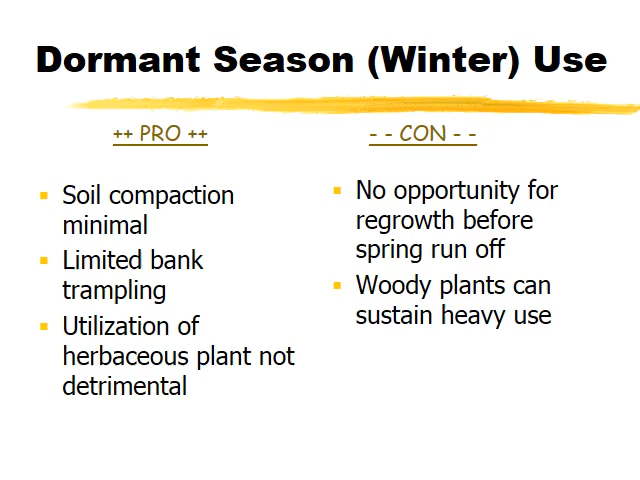 Dormant Season (Winter) Use
++ PRO ++
Soil compaction
minimal
Limited bank
trampling
Utilization of
herbaceous plant not
detrimental
- - CON - -
No opportunity for
regrowth before
spring run off
Woody plants can
sustain heavy use